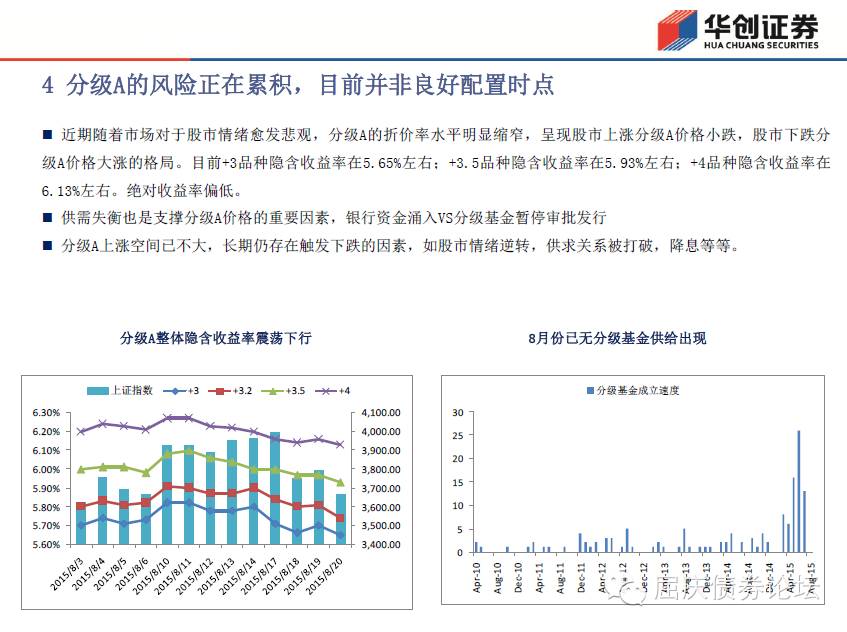 华创证券
HUA CHUANG SECURITIES
4 分级A的风险正在累积，目前并非良好配置时点
■ 近期随着市场对于股市情绪愈发悲观，分级A的折价率水平明显缩窄，呈现股市上涨分级A价格小跌，股市下跌分
级A价格大涨的格局。目前+3品种隐含收益率在5.65%左右；+3.5品种隐含收益率在5.93%左右；+4品种隐含收益率在
6.13%左右。绝对收益率偏低。
■ 供需失衡也是支撑分级A价格的重要因素，银行资金涌入VS分级基金暂停审批发行
■ 分级A上涨空间已不大，长期仍存在触发下跌的因素，如股市情绪逆转，供求关系被打破，降息等等。
分级A整体隐含收益率震荡下行
上证指数 +3 +3.2 +3.5 +4
6.30%
6.20%
6.10%
6.00%
5.90%
5.80%
5.70%
5.60%
4,100.00
4,000.00
3,900.00
3,800.00
3,700.00
3,600.00
3,500.00
3,400.00
2015/8/3
2015/8/4
2015/8/5
2015/8/6
2015/8/10
2015/8/11
2015/8/12
2015/8/13
2015/8/14
2015/8/17
2015/8/18
2015/8/19
2015/8/20
8月份已无分级基金供给出现
分级基金成立速度
30
25
20
15
10
5
0
Apr-10
Aug-10
Dec-10
Apr-11
Aug-11
Dec-11
Apr-12
Dec-12
Apr-13
Aug-13
Dec-13
Apr-14
Aug-14
Dec-14
Apr-15
Aug-15
屈庆债券论坛